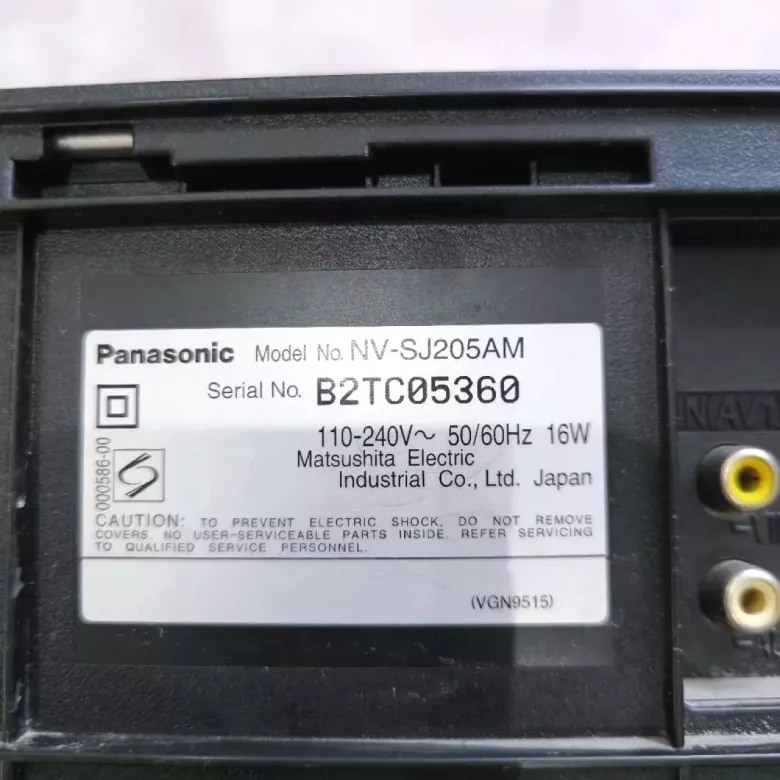 Panasonic Model No. NV-SJ205AM
Serial No. B2TC05360
110-240V~ 50/60Hz 16W
Matsushita Electric
Industrial Co., Ltd. Japan
000586-00
CAUTION: TO PREVENT ELECTRIC SHOCK, DO NOT REMOVE
COVERS. NO USER-SERVICEABLE PARTS INSIDE. REFER SERVICING
TO QUALIFIED SERVICE PERSONNEL.
(VGN9515)